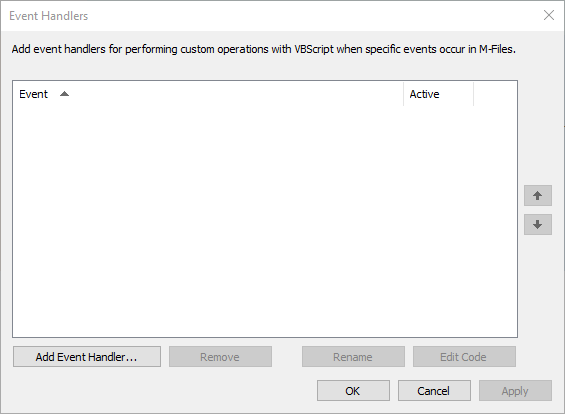 Event Handlers
Add event handlers for performing custom operations with VBScript when specific events occur in M-Files.
Event Active
Add Event Handler... Remove Rename Edit Code
OK Cancel Apply